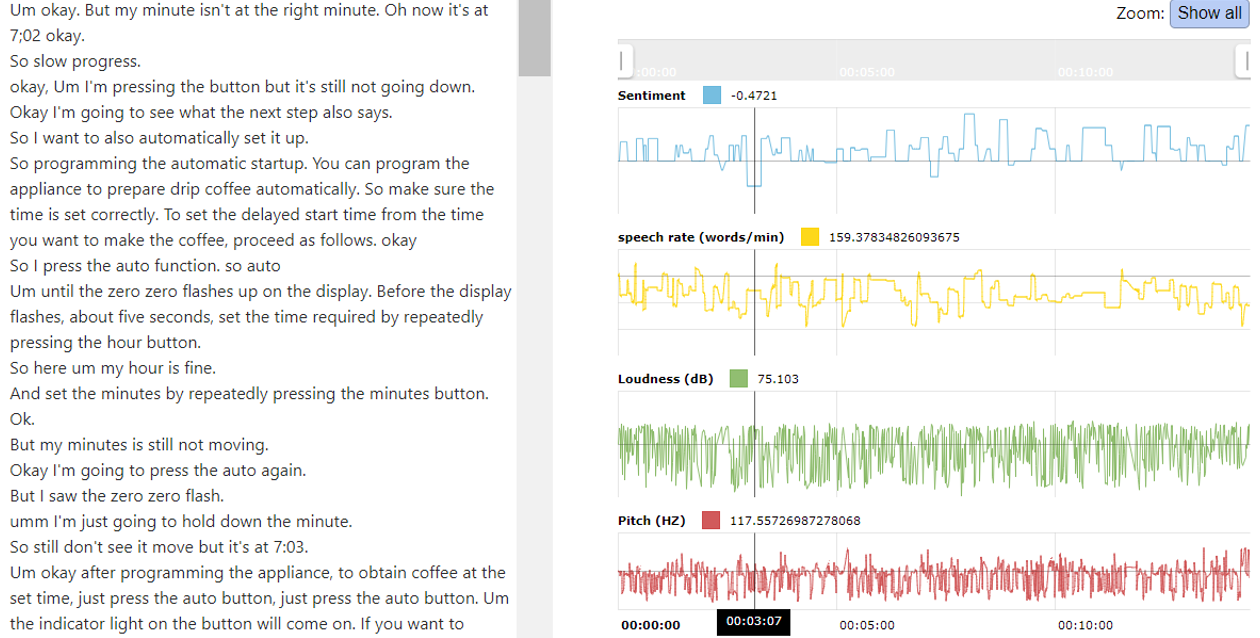 Um okay. But my minute isn't at the right minute. Oh now it's at
7;02 okay.
So slow progress.
okay, Um I'm pressing the button but it's still not going down.
Okay I'm going to see what the next step also says.
So I want to also automatically set it up.
So programming the automatic startup. You can program the
appliance to prepare drip coffee automatically. So make sure the
time is set correctly. To set the delayed start time from the time
you want to make the coffee, proceed as follows. okay
So I press the auto function. so auto
Um until the zero zero flashes up on the display. Before the display
flashes, about five seconds, set the time required by repeatedly
pressing the hour button.
So here um my hour is fine.
And set the minutes by repeatedly pressing the minutes button.
Ok.
But my minutes is still not moving.
Okay I'm going to press the auto again.
But I saw the zero zero flash.
umm I'm just going to hold down the minute.
So still don't see it move but it's at 7:03.
Um okay after programming the appliance, to obtain coffee at the
set time, just press the auto button, just press the auto button. Um
the indicator light on the button will come on. If you want to
Zoom: Show all
:00:00 00:05:00 00:10:00
Sentiment -0.4721
speech rate (words/min) 159.37834826093675
Loudness (dB) 75.103
Pitch (HZ) 117.55726987278068
00:00:00 00:03:07 00:05:00 00:10:00